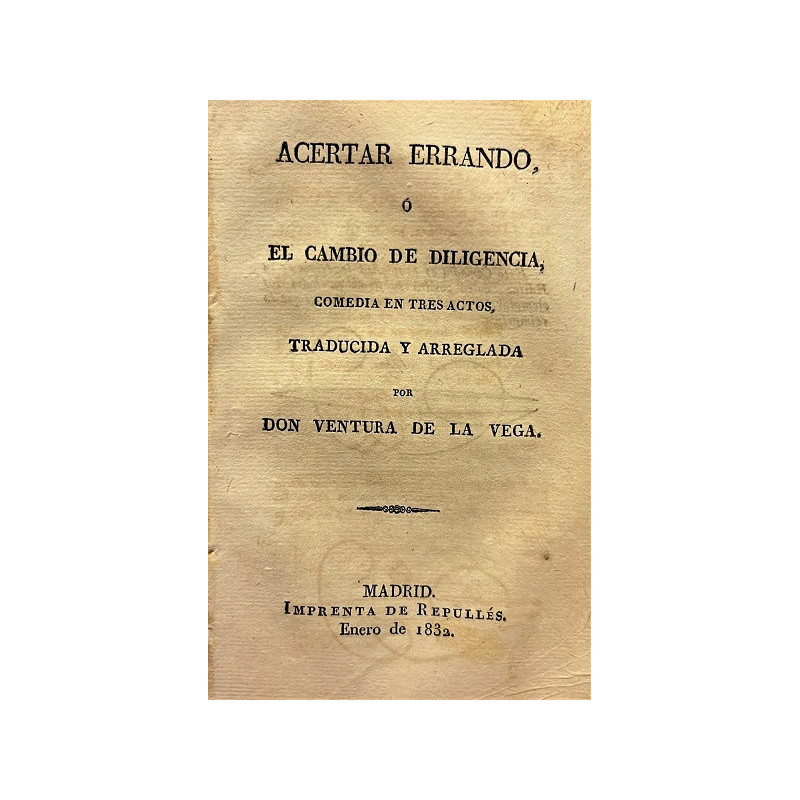 ACERTAR ERRANDO,
Ó
EL CAMBIO DE DILIGENCIA,
COMEDIA EN TRES ACTOS,
TRADUCIDA Y ARREGLADA
POR
DON VENTURA DE LA VEGA.
MADRID.
IMPRENTA DE REPULLÉS.
Enero de 1832.